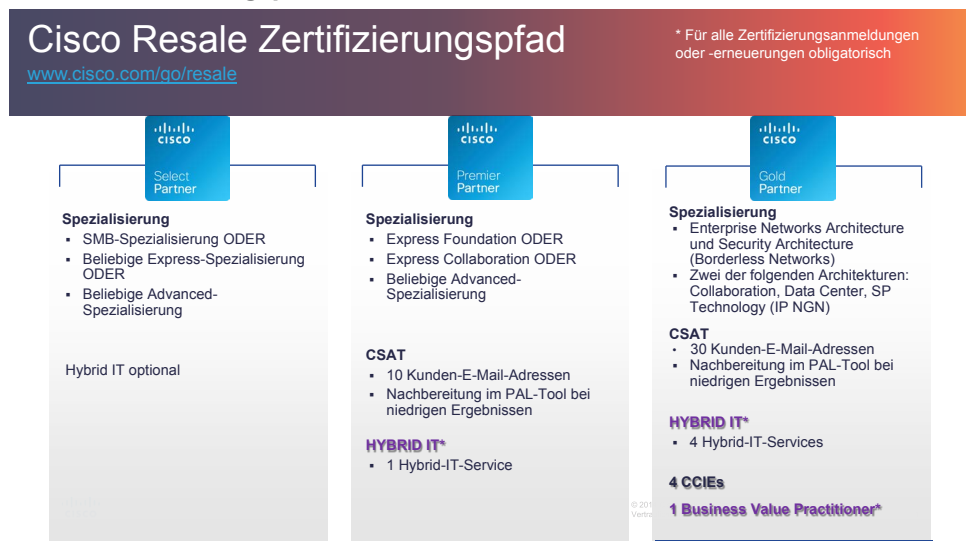 Cisco Resale Zertifizierungspfad
www.cisco.com/go/resale
* Für alle Zertifizierungsanmeldungen
oder -erneuerungen obligatorisch
CISCO
Select
Partner
Spezialisierung
▪ SMB-Spezialisierung ODER
▪ Beliebige Express-Spezialisierung
ODER
▪ Beliebige Advanced-
Spezialisierung
Hybrid IT optional
CISCO
Premier
Partner
Spezialisierung
▪ Express Foundation ODER
▪ Express Collaboration ODER
▪ Beliebige Advanced-
Spezialisierung
CSAT
▪ 10 Kunden-E-Mail-Adressen
▪ Nachbereitung im PAL-Tool bei
niedrigen Ergebnissen
HYBRID IT*
▪ 1 Hybrid-IT-Service
CISCO
Gold
Partner
Spezialisierung
▪ Enterprise Networks Architecture
und Security Architecture
(Borderless Networks)
▪ Zwei der folgenden Architekturen:
Collaboration, Data Center, SP
Technology (IP NGN)
CSAT
• 30 Kunden-E-Mail-Adressen
▪ Nachbereitung im PAL-Tool bei
niedrigen Ergebnissen
HYBRID IT*
▪ 4 Hybrid-IT-Services
4 CCIEs
1 Business Value Practitioner*